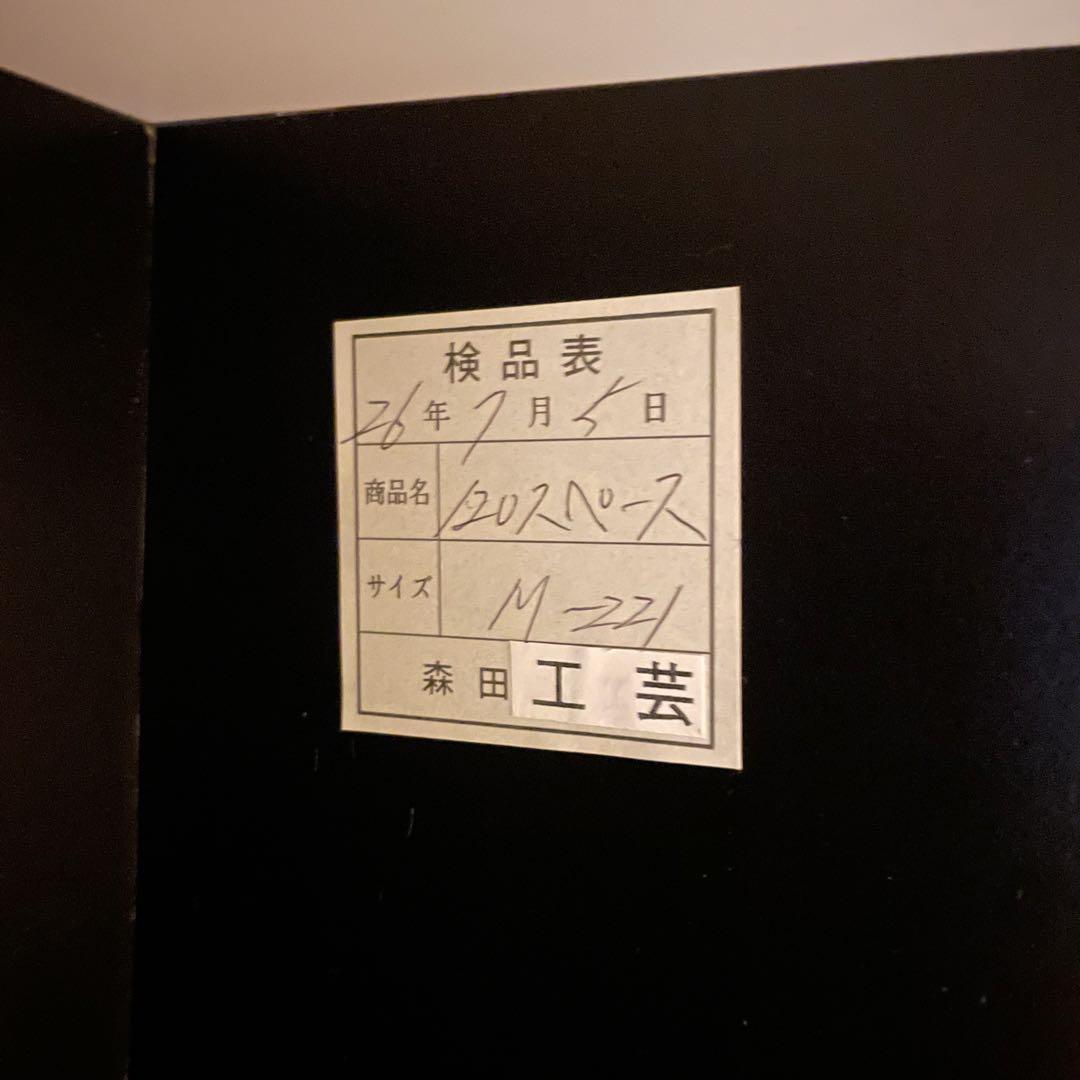 検品表
26年7月5日
商品名 120スペース
サイズ M-221
森田工芸